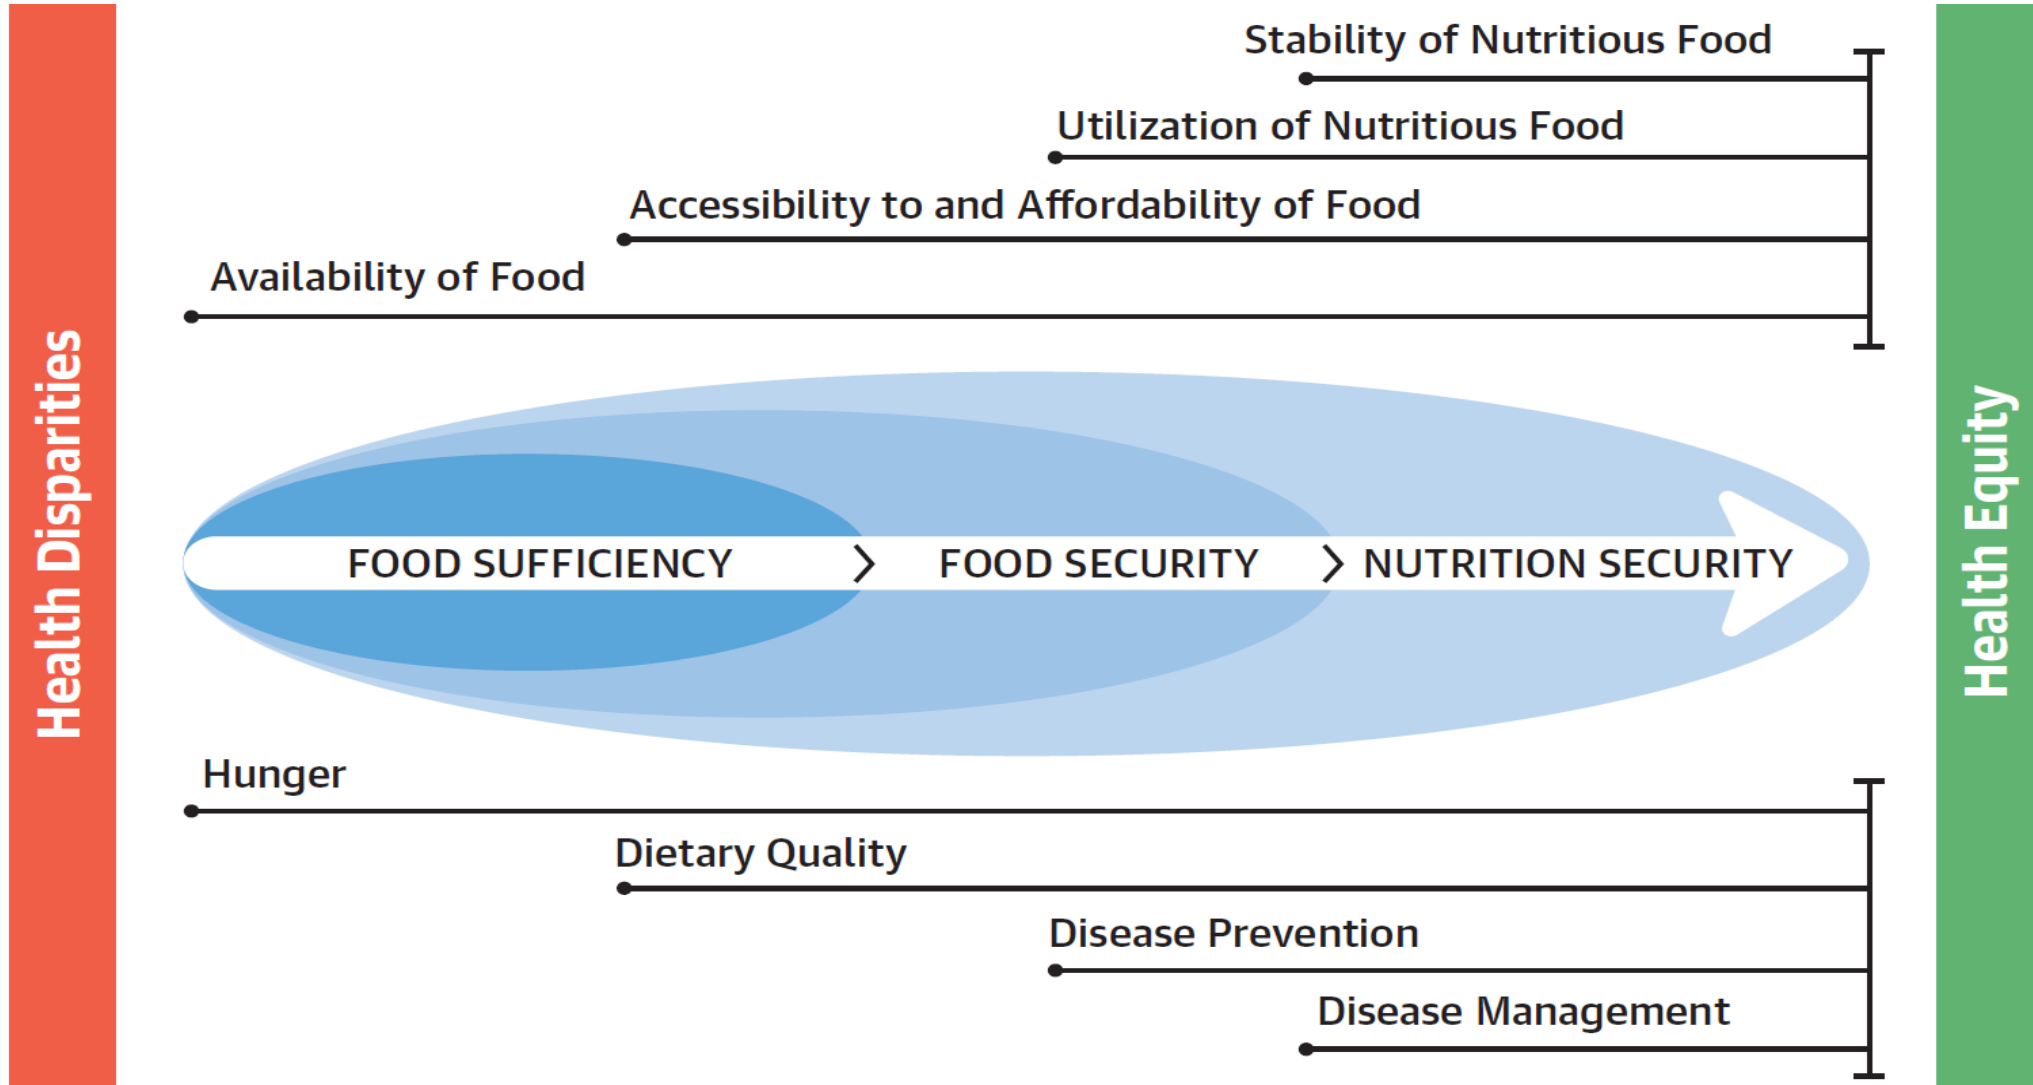 Health Disparities
Stability of Nutritious Food
Utilization of Nutritious Food
Accessibility to and Affordability of Food
Availability of Food
FOOD SUFFICIENCY > FOOD SECURITY > NUTRITION SECURITY
Hunger
Dietary Quality
Disease Prevention
Disease Management
Health Equity